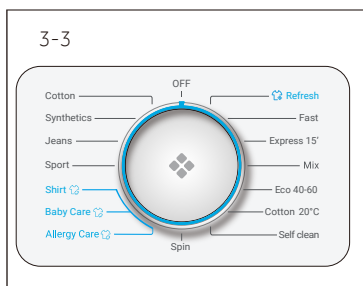 3-3
OFF
Cotton
Synthetics
Jeans
Sport
Shirt
Baby Care
Allergy Care
Spin
Refresh
Fast
Express 15'
Mix
Eco 40-60
Cotton 20°C
Self clean